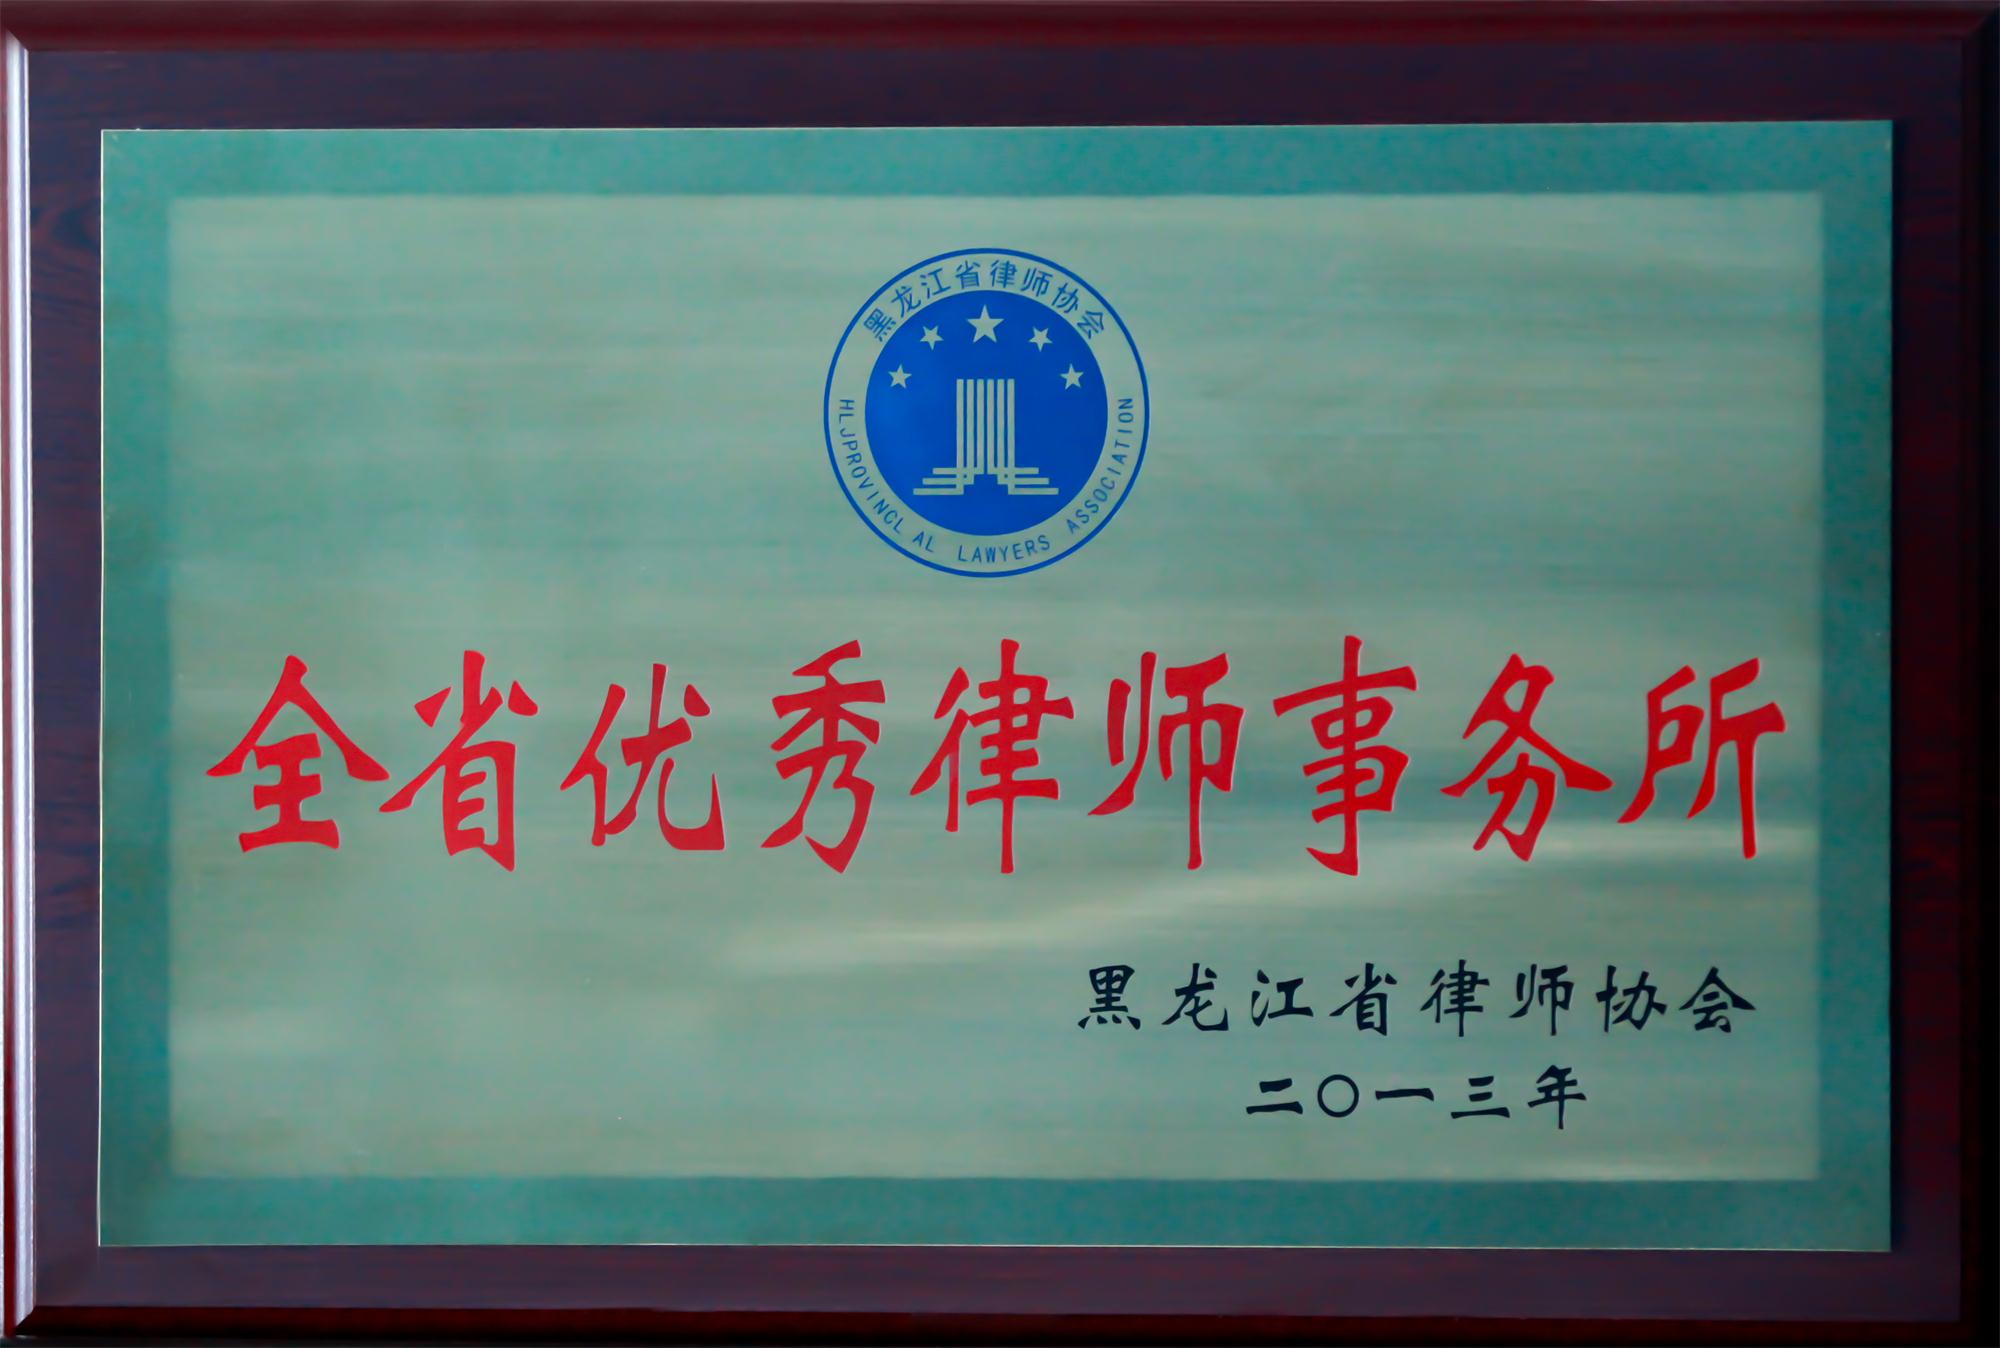 黑龙江省律师协会
HLJPROVINCL AL LAWYERS ASSOCIATION
全省优秀律师事务所
黑龙江省律师协会
二〇一三年